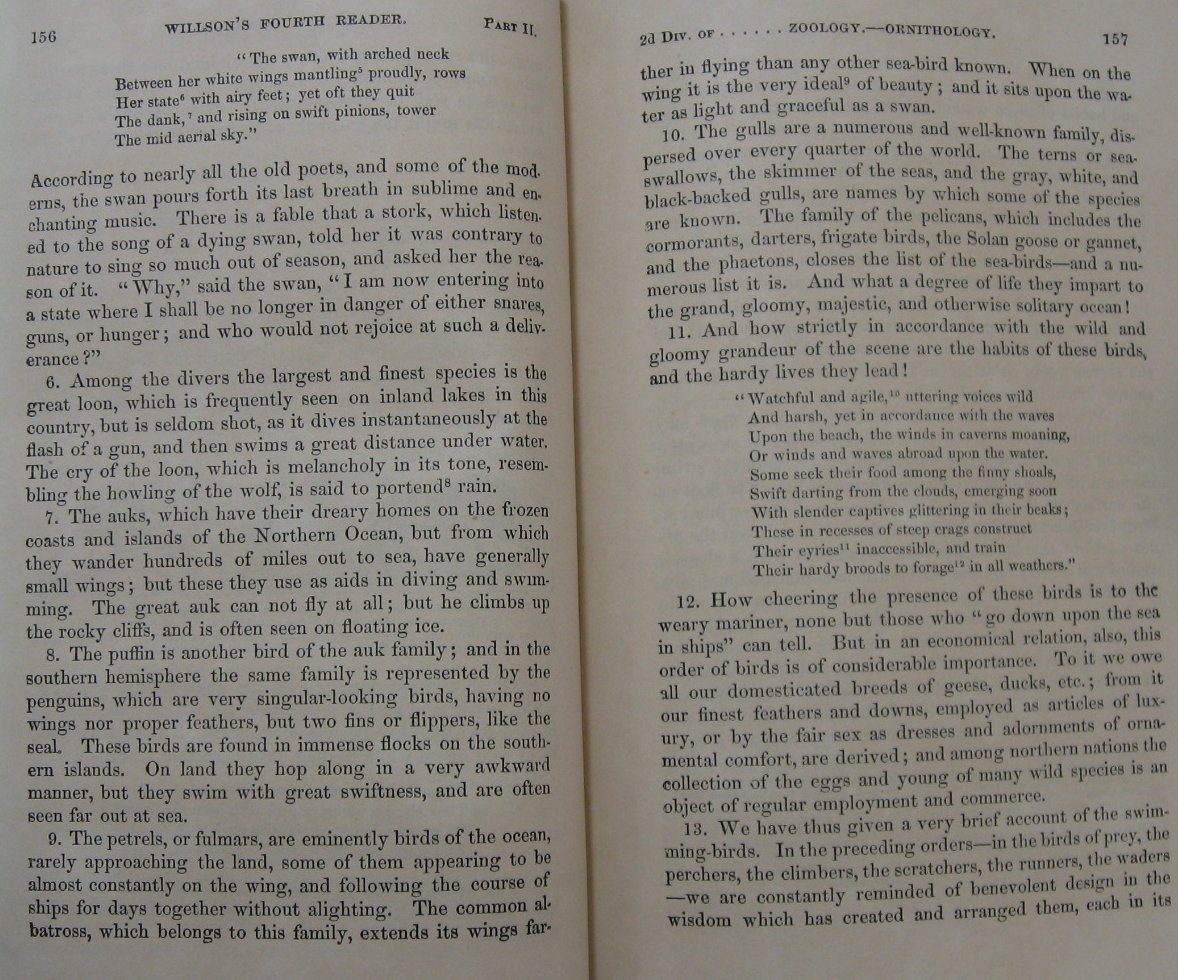 156
WILLSON'S FOURTH READER.
PART II.
"The swan, with arched neck
Between her white wings mantling⁵ proudly, rows
Her state⁶ with airy feet; yet oft they quit
The dank,⁷ and rising on swift pinions, tower
The mid aerial sky."
According to nearly all the old poets, and some of the mod-
erns, the swan pours forth its last breath in sublime and en-
chanting music. There is a fable that a stork, which listen-
ed to the song of a dying swan, told her it was contrary to
nature to sing so much out of season, and asked her the rea-
son of it. "Why," said the swan, "I am now entering into
a state where I shall be no longer in danger of either snares,
guns, or hunger; and who would not rejoice at such a deliv-
erance?"
6. Among the divers the largest and finest species is the
great loon, which is frequently seen on inland lakes in this
country, but is seldom shot, as it dives instantaneously at the
flash of a gun, and then swims a great distance under water.
The cry of the loon, which is melancholy in its tone, resem-
bling the howling of the wolf, is said to portend⁸ rain.
7. The auks, which have their dreary homes on the frozen
coasts and islands of the Northern Ocean, but from which
they wander hundreds of miles out to sea, have generally
small wings; but these they use as aids in diving and swim-
ming. The great auk can not fly at all; but he climbs up
the rocky cliffs, and is often seen on floating ice.
8. The puffin is another bird of the auk family; and in the
southern hemisphere the same family is represented by the
penguins, which are very singular-looking birds, having no
wings nor proper feathers, but two fins or flippers, like the
seal. These birds are found in immense flocks on the south-
ern islands. On land they hop along in a very awkward
manner, but they swim with great swiftness, and are often
seen far out at sea.
9. The petrels, or fulmars, are eminently birds of the ocean,
rarely approaching the land, some of them appearing to be
almost constantly on the wing, and following the course of
ships for days together without alighting. The common al-
batross, which belongs to this family, extends its wings far-
2d DIV. OF . . . . . . ZOOLOGY.—ORNITHOLOGY.
157
ther in flying than any other sea-bird known. When on the
wing it is the very ideal⁹ of beauty; and it sits upon the wa-
ter as light and graceful as a swan.
10. The gulls are a numerous and well-known family, dis-
persed over every quarter of the world. The terns or sea-
swallows, the skimmer of the seas, and the gray, white, and
black-backed gulls, are names by which some of the species
are known. The family of the pelicans, which includes the
cormorants, darters, frigate birds, the Solan goose or gannet,
and the phaetons, closes the list of the sea-birds—and a nu-
merous list it is. And what a degree of life they impart to
the grand, gloomy, majestic, and otherwise solitary ocean!
11. And how strictly in accordance with the wild and
gloomy grandeur of the scene are the habits of these birds,
and the hardy lives they lead!
"Watchful and agile,¹⁰ uttering voices wild
And harsh, yet in accordance with the waves
Upon the beach, the winds in caverns moaning,
Or winds and waves abroad upon the water.
Some seek their food among the finny shoals,
Swift darting from the clouds, emerging soon
With slender captives glittering in their beaks;
These in recesses of steep crags construct
Their eyries¹¹ inaccessible, and train
Their hardy broods to forage¹² in all weathers."
12. How cheering the presence of these birds is to the
weary mariner, none but those who "go down upon the sea
in ships" can tell. But in an economical relation, also, this
order of birds is of considerable importance. To it we owe
all our domesticated breeds of geese, ducks, etc.; from it
our finest feathers and downs, employed as articles of lux-
ury, or by the fair sex as dresses and adornments of orna-
mental comfort, are derived; and among northern nations the
collection of the eggs and young of many wild species is an
object of regular employment and commerce.
13. We have thus given a very brief account of the swim-
ming-birds. In the preceding orders—in the birds of prey, the
perchers, the climbers, the scratchers, the runners, the waders
—we are constantly reminded of benevolent design in the
wisdom which has created and arranged them, each in its